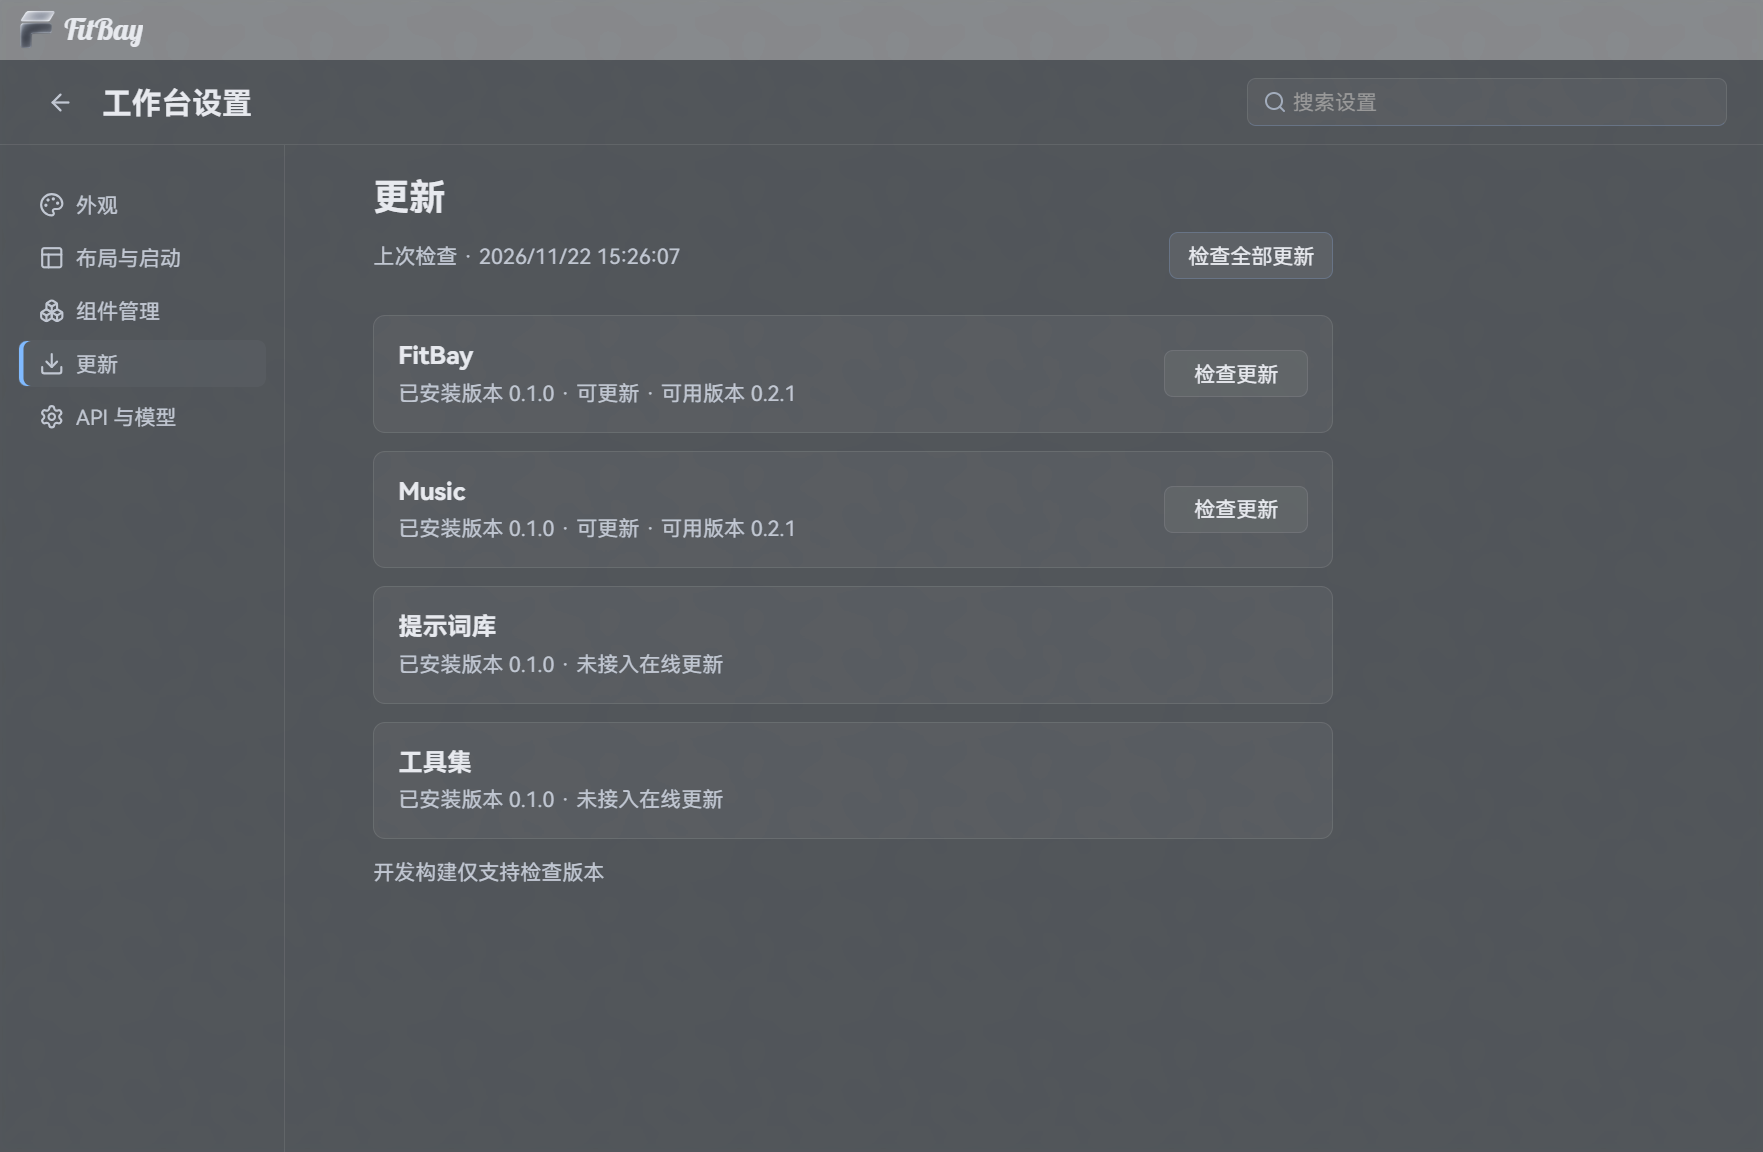 FitBay
工作台设置
搜索设置
外观
布局与启动
组件管理
更新
API 与模型
更新
上次检查 · 2026/11/22 15:26:07
检查全部更新
FitBay
已安装版本 0.1.0 · 可更新 · 可用版本 0.2.1
检查更新
Music
已安装版本 0.1.0 · 可更新 · 可用版本 0.2.1
检查更新
提示词库
已安装版本 0.1.0 · 未接入在线更新
工具集
已安装版本 0.1.0 · 未接入在线更新
开发构建仅支持检查版本